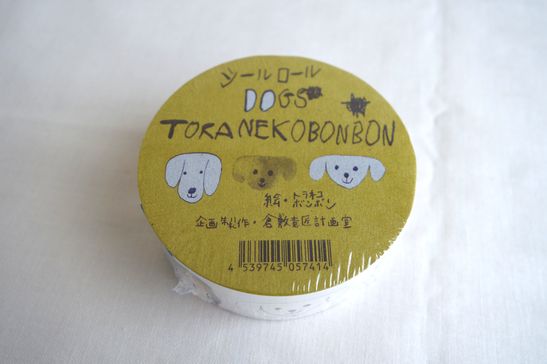 シールロール
DOGS
TORANEKOBONBON
絵・トラネコ
ボンボン
企画製作・倉敷意匠計画室
4 539745 057414